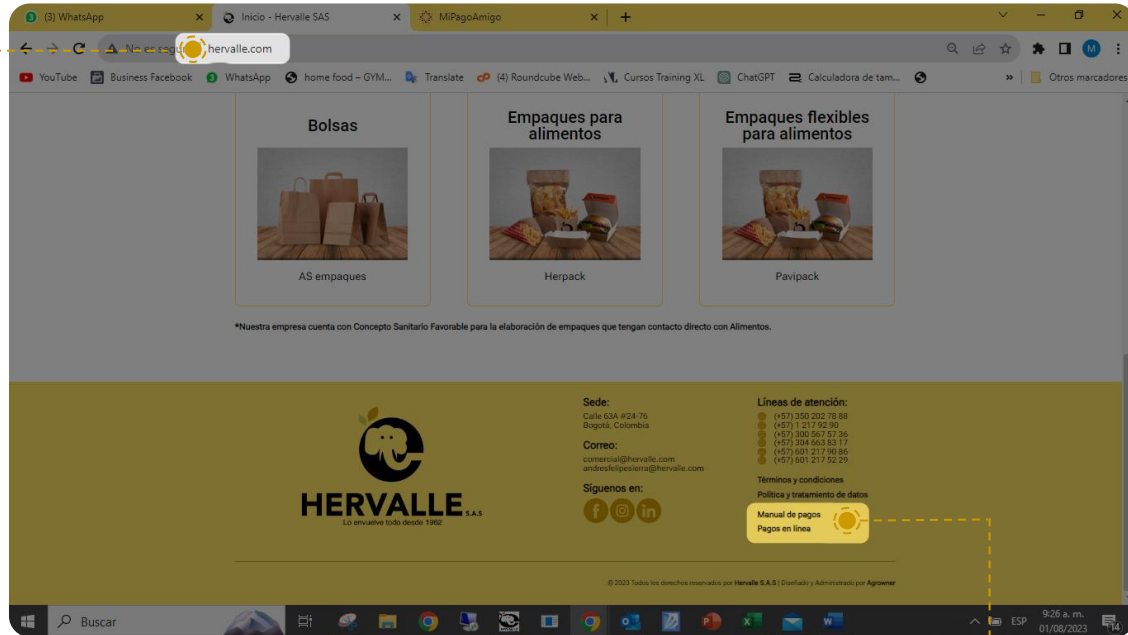 (3) WhatsApp
Inicio - Hervalle SAS
MiPagoAmigo
No es segu
hervalle.com
YouTube
Business Facebook
WhatsApp
home food – GYM...
Translate
(4) Roundcube Web...
Cursos Training XL
ChatGPT
Calculadora de tam...
»
Otros marcadores
Bolsas
AS empaques
Empaques para
alimentos
Herpack
Empaques flexibles
para alimentos
Pavipack
*Nuestra empresa cuenta con Concepto Sanitario Favorable para la elaboración de empaques que tengan contacto directo con Alimentos.
HERVALLE S.A.S
Lo envuelve todo desde 1962
Sede:
Calle 63A #24-76
Bogotá, Colombia
Correo:
comercial@hervalle.com
andresfelipesierra@hervalle.com
Síguenos en:
Líneas de atención:
(+57) 350 202 78 88
(+57) 1 217 92 90
(+57) 300 567 57 36
(+57) 304 663 83 17
(+57) 601 217 90 86
(+57) 601 217 52 29
Términos y condiciones
Política y tratamiento de datos
Manual de pagos
Pagos en línea
© 2023 Todos los derechos reservados por Hervalle S.A.S | Diseñado y Administrado por Agrowner
Buscar
ESP
9:26 a. m.
01/08/2023
14